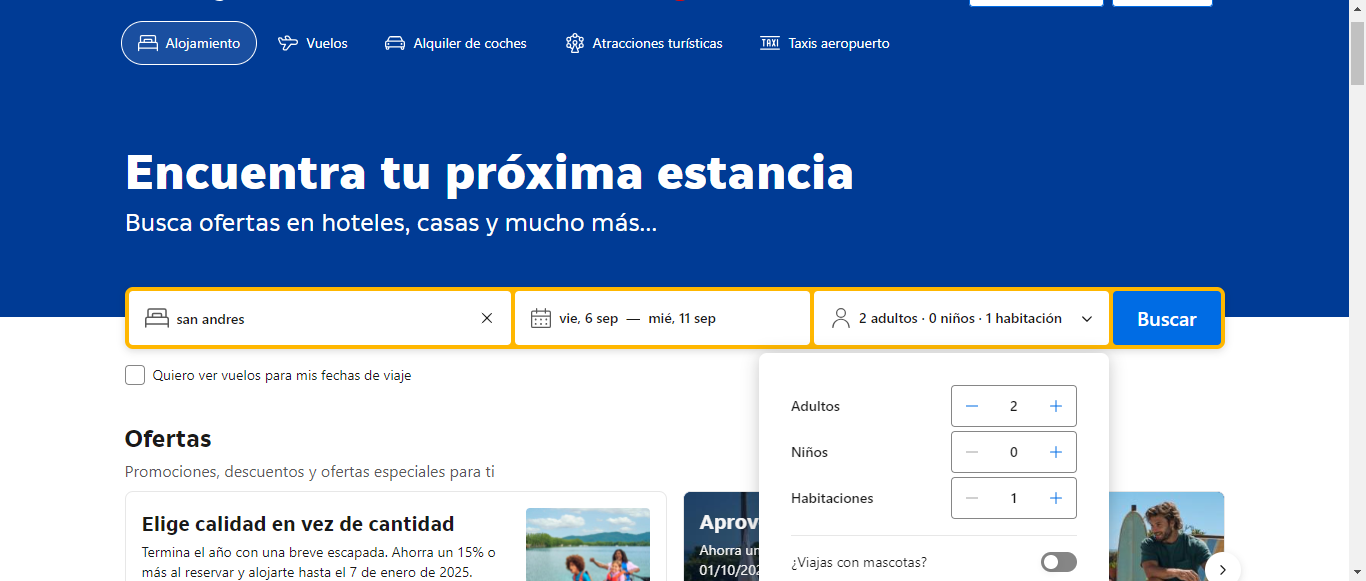 Alojamiento
Vuelos
Alquiler de coches
Atracciones turísticas
TAXI Taxis aeropuerto
Encuentra tu próxima estancia
Busca ofertas en hoteles, casas y mucho más...
san andres
vie, 6 sep — mié, 11 sep
2 adultos · 0 niños · 1 habitación
Buscar
Quiero ver vuelos para mis fechas de viaje
Adultos 2
Niños 0
Habitaciones 1
¿Viajas con mascotas?
Ofertas
Promociones, descuentos y ofertas especiales para ti
Elige calidad en vez de cantidad
Termina el año con una breve escapada. Ahorra un 15% o
más al reservar y alojarte hasta el 7 de enero de 2025.
Aprov
Ahorra un
01/10/202